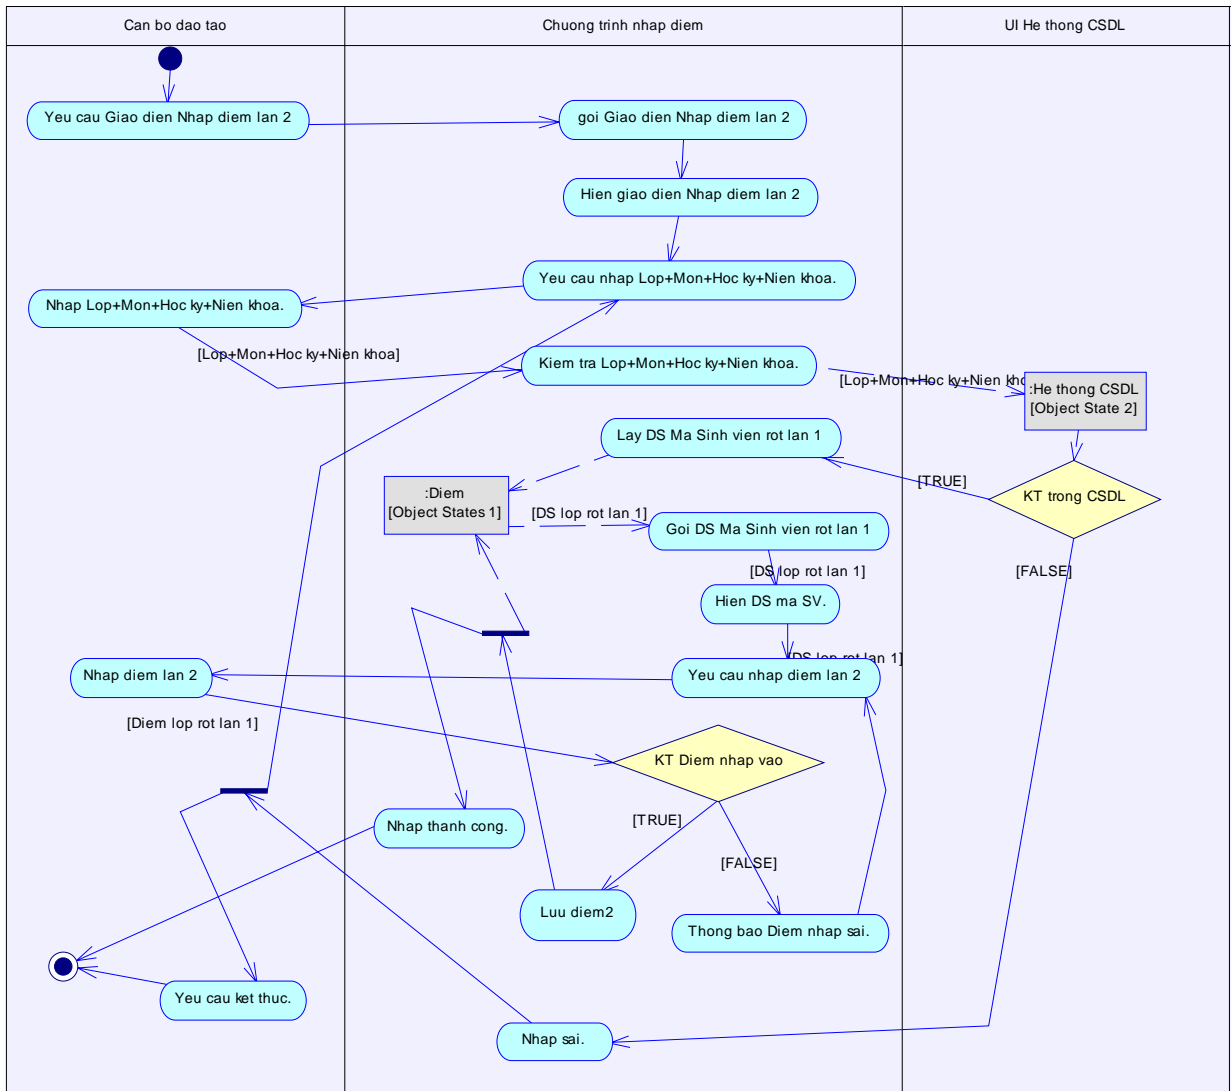 Can bo dao tao
Chuong trinh nhap diem
UI He thong CSDL
Yeu cau Giao dien Nhap diem lan 2
goi Giao dien Nhap diem lan 2
Hien giao dien Nhap diem lan 2
Yeu cau nhap Lop+Mon+Hoc ky+Nien khoa.
Nhap Lop+Mon+Hoc ky+Nien khoa.
[Lop+Mon+Hoc ky+Nien khoa]
Kiem tra Lop+Mon+Hoc ky+Nien khoa.
[Lop+Mon+Hoc ky+Nien kho
:He thong CSDL
[Object State 2]
Lay DS Ma Sinh vien rot lan 1
[TRUE]
KT trong CSDL
:Diem
[Object States 1]
[DS lop rot lan 1]
Goi DS Ma Sinh vien rot lan 1
[DS lop rot lan 1]
[FALSE]
Hien DS ma SV.
[DS lop rot lan 1]
Nhap diem lan 2
Yeu cau nhap diem lan 2
[Diem lop rot lan 1]
KT Diem nhap vao
Nhap thanh cong.
[TRUE]
[FALSE]
Luu diem2
Thong bao Diem nhap sai.
Yeu cau ket thuc.
Nhap sai.